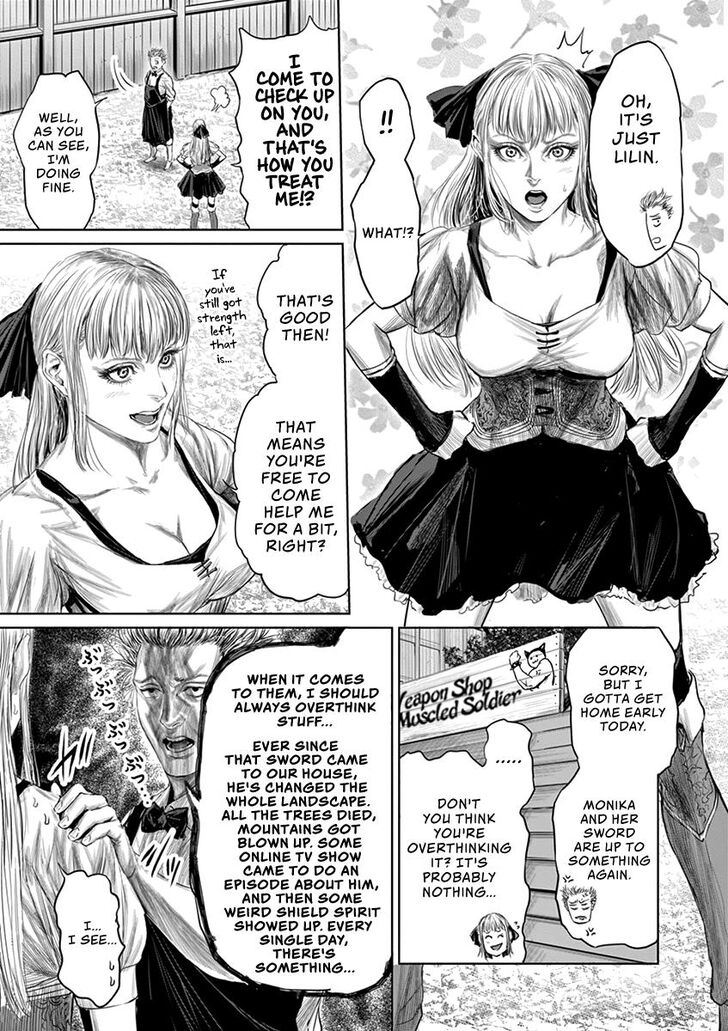 OH,
IT'S
JUST
LILIN.
!!
WHAT!?
I
COME TO
CHECK UP
ON YOU,
AND
THAT'S
HOW YOU
TREAT
ME!?
WELL,
AS YOU
CAN SEE,
I'M
DOING
FINE.
THAT'S
GOOD
THEN!
If
you've
still got
strength
left,
that
is...
THAT
MEANS
YOU'RE
FREE TO
COME
HELP ME
FOR A BIT,
RIGHT?
SORRY,
BUT I
GOTTA GET
HOME EARLY
TODAY.
MONIKA
AND HER
SWORD
ARE UP TO
SOMETHING
AGAIN.
Weapon Shop
Muscled Soldier
.....
DON'T
YOU THINK
YOU'RE
OVERTHINKING
IT? IT'S
PROBABLY
NOTHING...
WHEN IT COMES
TO THEM, I SHOULD
ALWAYS OVERTHINK
STUFF...
EVER SINCE
THAT SWORD CAME
TO OUR HOUSE,
HE'S CHANGED THE
WHOLE LANDSCAPE.
ALL THE TREES DIED,
MOUNTAINS GOT
BLOWN UP. SOME
ONLINE TV SHOW
CAME TO DO AN
EPISODE ABOUT HIM,
AND THEN SOME
WEIRD SHIELD SPIRIT
SHOWED UP. EVERY
SINGLE DAY,
THERE'S
SOMETHING...
ぶつ…ぶつ…ぶつ…
I...
I SEE...